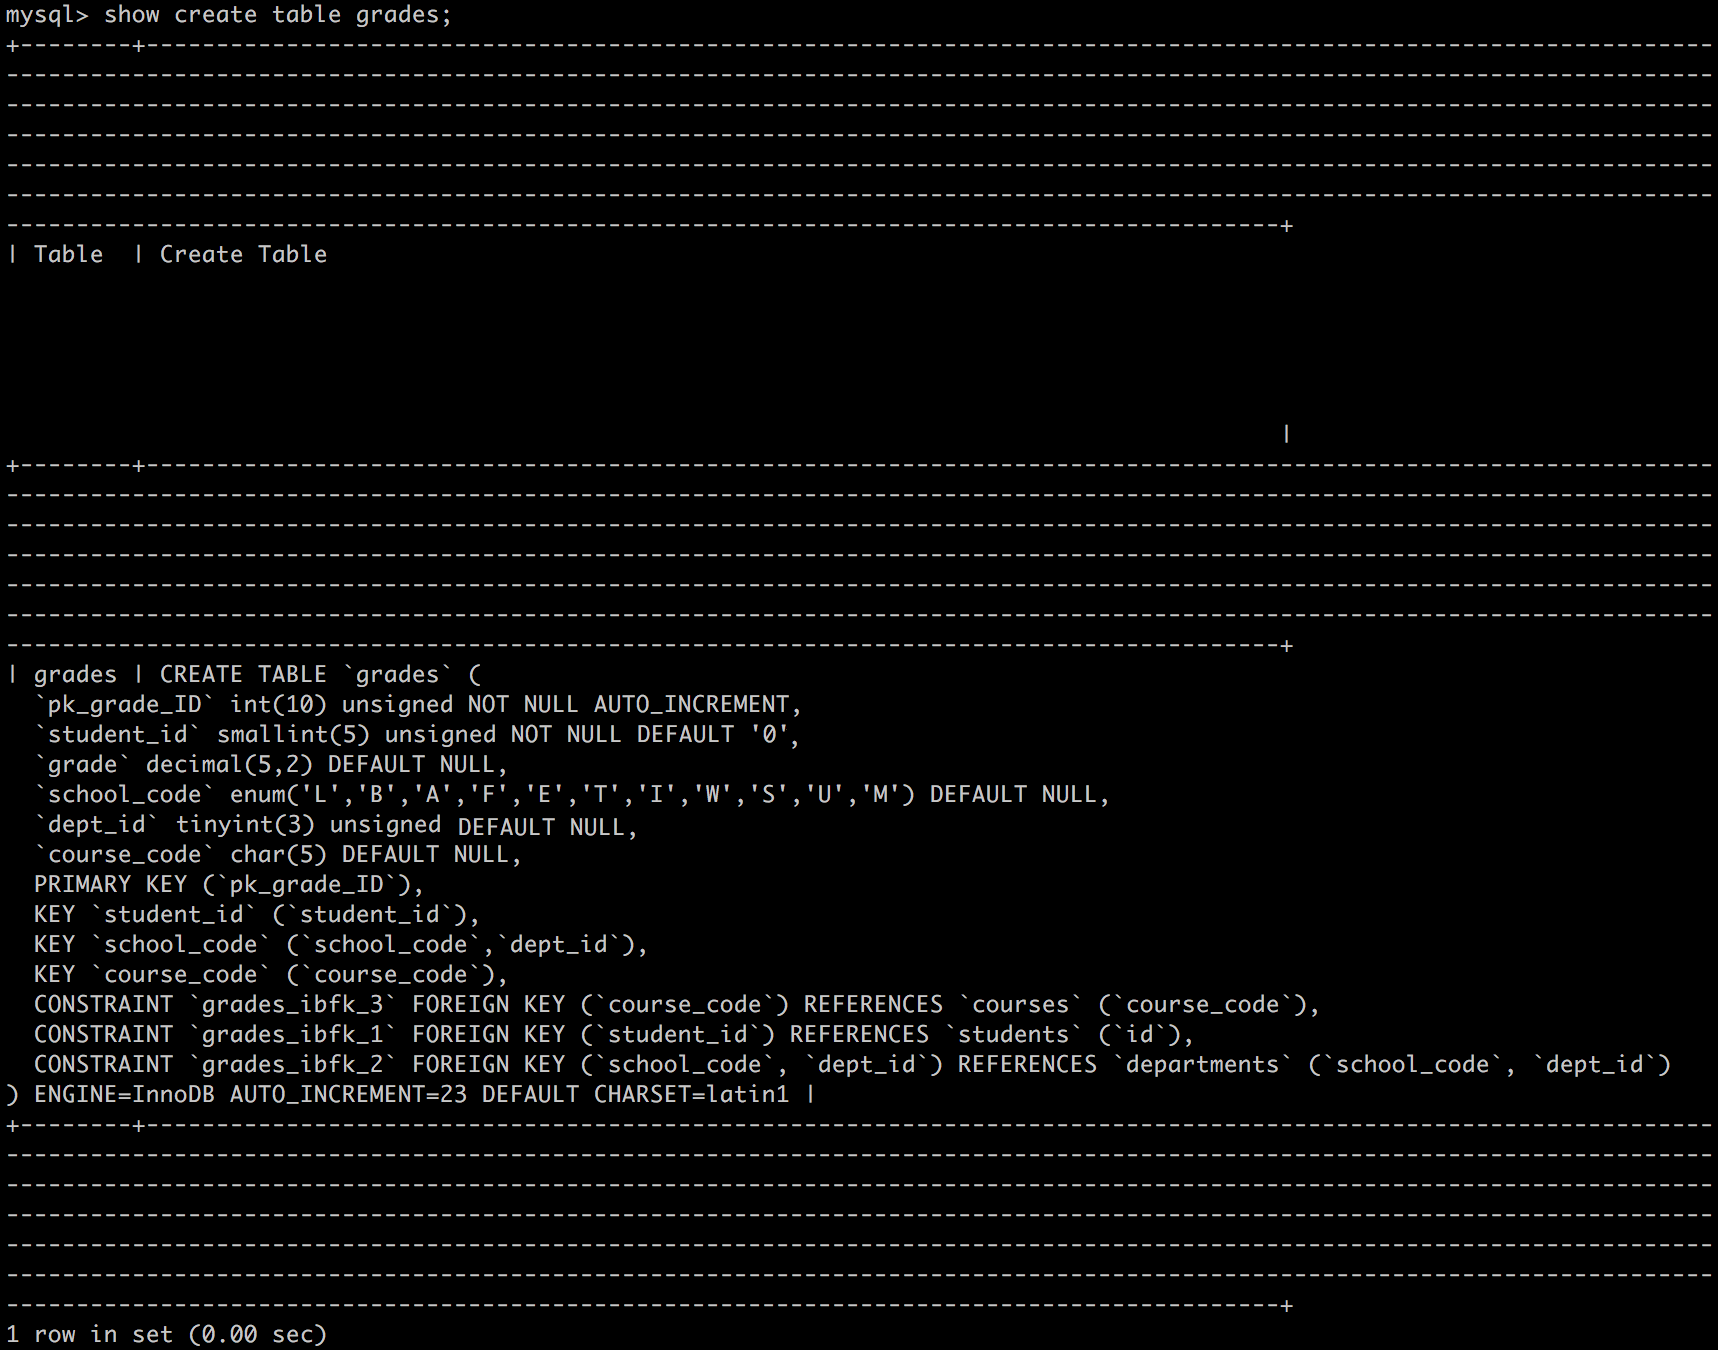 mysql> show create table grades;
+--------+----------------------------------------------------------------------------------------------------------------
--------------------------------------------------------------------------------------------------------------------------
--------------------------------------------------------------------------------------------------------------------------
--------------------------------------------------------------------------------------------------------------------------
--------------------------------------------------------------------------------------------------------------------------
--------------------------------------------------------------------------------------------------------------------------
-------------------------------------------------------------------------------------------+
| Table  | Create Table
|
+--------+----------------------------------------------------------------------------------------------------------------
--------------------------------------------------------------------------------------------------------------------------
--------------------------------------------------------------------------------------------------------------------------
--------------------------------------------------------------------------------------------------------------------------
--------------------------------------------------------------------------------------------------------------------------
--------------------------------------------------------------------------------------------------------------------------
-------------------------------------------------------------------------------------------+
| grades | CREATE TABLE `grades` (
  `pk_grade_ID` int(10) unsigned NOT NULL AUTO_INCREMENT,
  `student_id` smallint(5) unsigned NOT NULL DEFAULT '0',
  `grade` decimal(5,2) DEFAULT NULL,
  `school_code` enum('L','B','A','F','E','T','I','W','S','U','M') DEFAULT NULL,
  `dept_id` tinyint(3) unsigned DEFAULT NULL,
  `course_code` char(5) DEFAULT NULL,
  PRIMARY KEY (`pk_grade_ID`),
  KEY `student_id` (`student_id`),
  KEY `school_code` (`school_code`,`dept_id`),
  KEY `course_code` (`course_code`),
  CONSTRAINT `grades_ibfk_3` FOREIGN KEY (`course_code`) REFERENCES `courses` (`course_code`),
  CONSTRAINT `grades_ibfk_1` FOREIGN KEY (`student_id`) REFERENCES `students` (`id`),
  CONSTRAINT `grades_ibfk_2` FOREIGN KEY (`school_code`, `dept_id`) REFERENCES `departments` (`school_code`, `dept_id`)
) ENGINE=InnoDB AUTO_INCREMENT=23 DEFAULT CHARSET=latin1 |
+--------+----------------------------------------------------------------------------------------------------------------
--------------------------------------------------------------------------------------------------------------------------
--------------------------------------------------------------------------------------------------------------------------
--------------------------------------------------------------------------------------------------------------------------
--------------------------------------------------------------------------------------------------------------------------
--------------------------------------------------------------------------------------------------------------------------
-------------------------------------------------------------------------------------------+
1 row in set (0.00 sec)